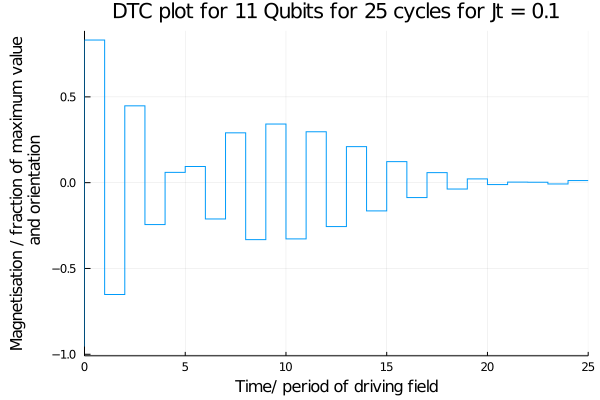 DTC plot for 11 Qubits for 25 cycles for Jt = 0.1
Magnetisation / fraction of maximum value
and orientation
0.5
0.0
−0.5
−1.0
0 5 10 15 20 25
Time/ period of driving field